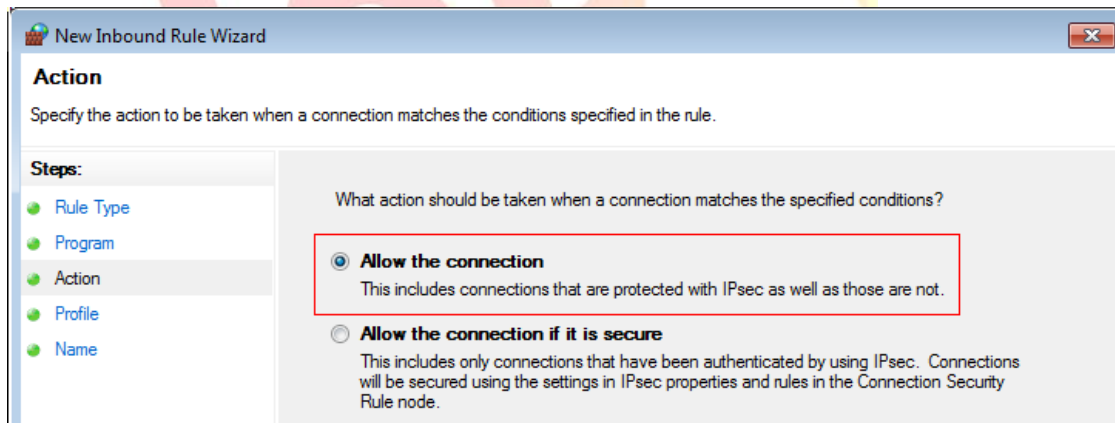 New Inbound Rule Wizard
Action
Specify the action to be taken when a connection matches the conditions specified in the rule.
Steps:
Rule Type
Program
Action
Profile
Name
What action should be taken when a connection matches the specified conditions?
Allow the connection
This includes connections that are protected with IPsec as well as those are not.
Allow the connection if it is secure
This includes only connections that have been authenticated by using IPsec. Connections
will be secured using the settings in IPsec properties and rules in the Connection Security
Rule node.